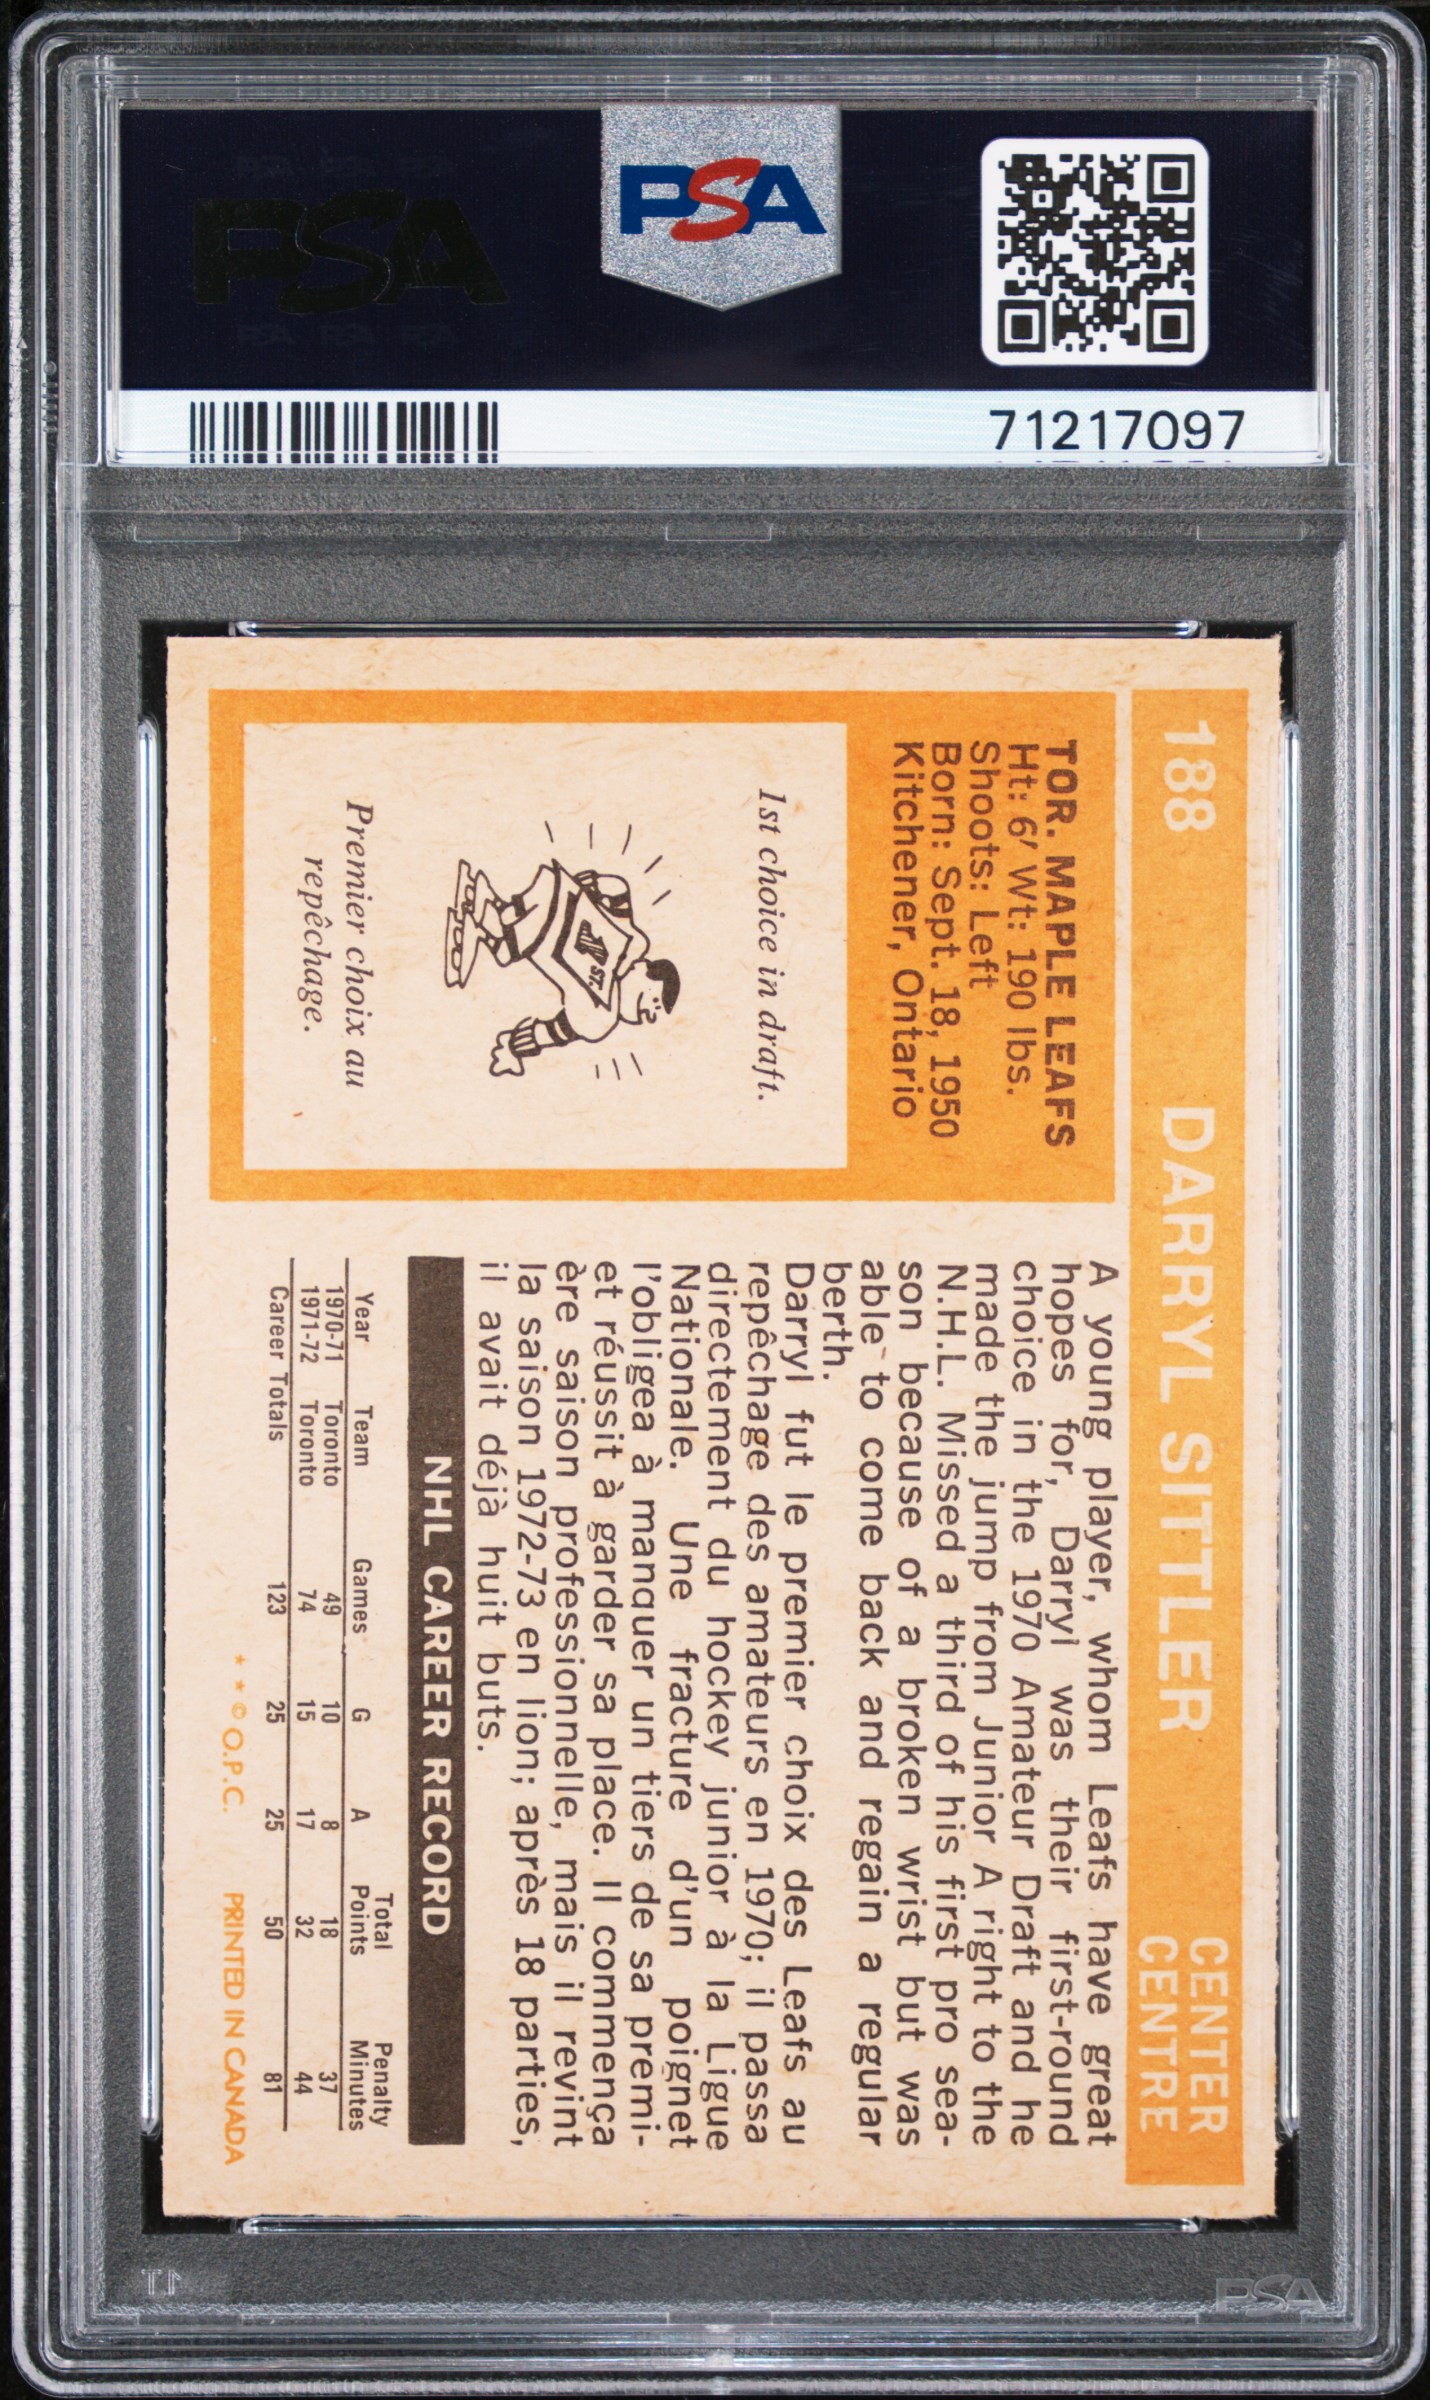 PSA
PSA
71217097
188 DARRYL SITTLER CENTER
CENTRE
TOR. MAPLE LEAFS
Ht: 6' Wt: 190 lbs.
Shoots: Left
Born: Sept. 18, 1950
Kitchener, Ontario
1st choice in draft.
1ST.
Premier choix au
repêchage.
A young player, whom Leafs have great
hopes for, Darryl was their first-round
choice in the 1970 Amateur Draft and he
made the jump from Junior A right to the
N.H.L. Missed a third of his first pro sea-
son because of a broken wrist but was
able to come back and regain a regular
berth.
Darryl fut le premier choix des Leafs au
repêchage des amateurs en 1970; il passa
directement du hockey junior à la Ligue
Nationale. Une fracture d'un poignet
l'obligea à manquer un tiers de sa premi-
ère saison professionnelle, mais il revint
et réussit à garder sa place. Il commença
la saison 1972-73 en lion; après 18 parties,
il avait déjà huit buts.
NHL CAREER RECORD
Year Team Games G A Total Points Penalty Minutes
1970-71 Toronto 49 10 8 18 37
1971-72 Toronto 74 15 17 32 44
Career Totals 123 25 25 50 81
* * © O.P.C. PRINTED IN CANADA
PSA